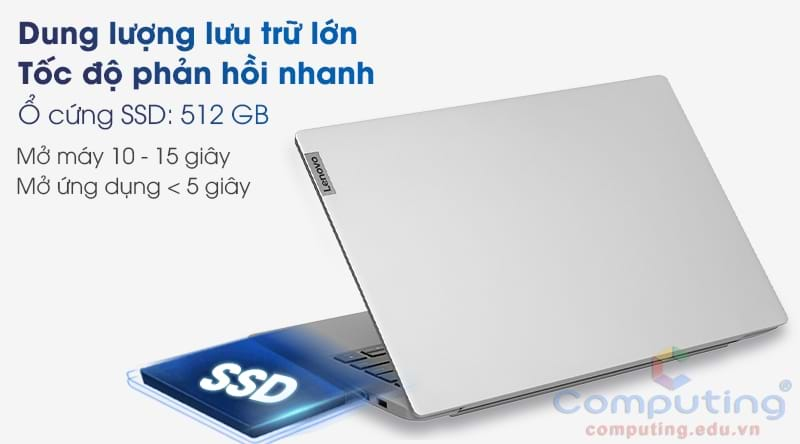 Dung lượng lưu trữ lớn
Tốc độ phản hồi nhanh
Ổ cứng SSD: 512 GB
Mở máy 10 - 15 giây
Mở ứng dụng < 5 giây
Lenovo
SSD
Computing®
computing.edu.vn